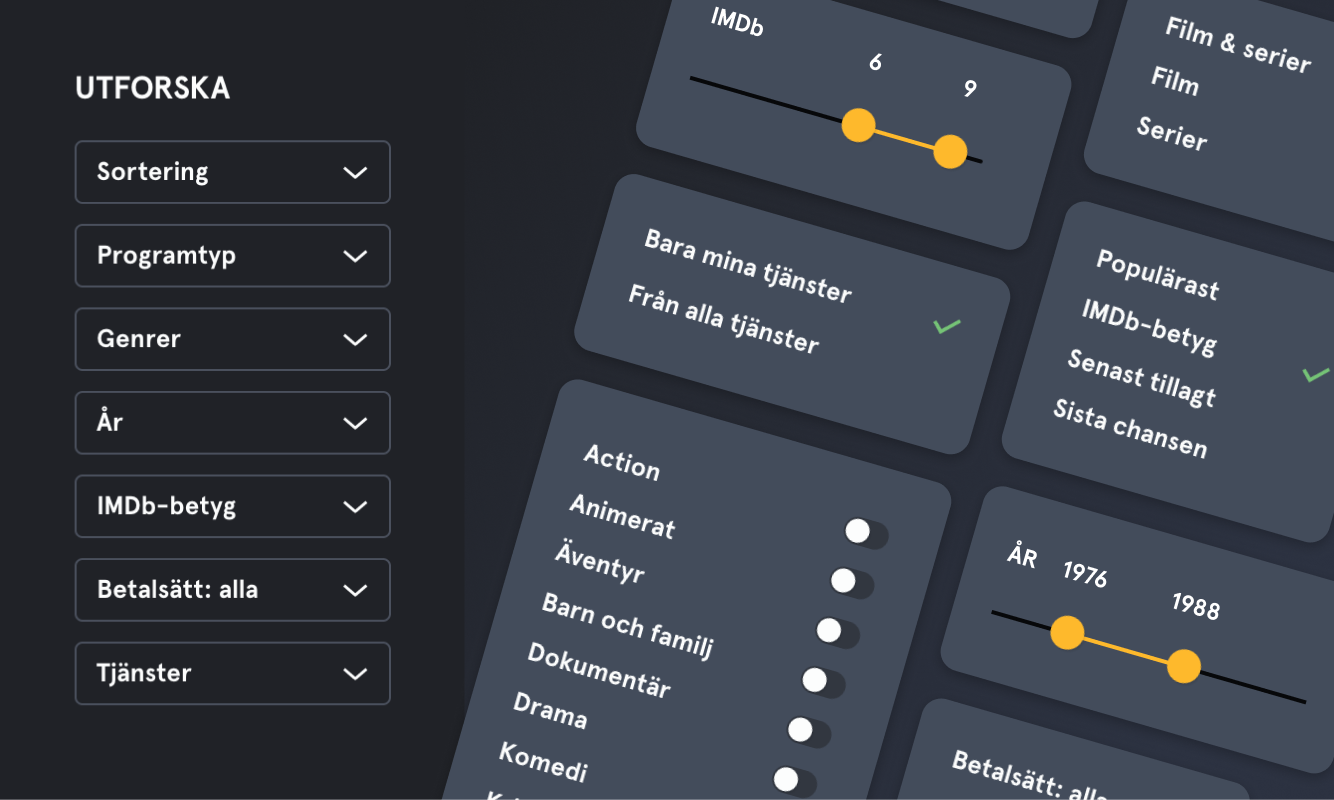 UTFORSKA
Sortering
Programtyp
Genrer
År
IMDb-betyg
Betalsätt: alla
Tjänster
IMDb
6
9
Bara mina tjänster
Från alla tjänster
Action
Animerat
Äventyr
Barn och familj
Dokumentär
Drama
Komedi
Film & serier
Film
Serier
Populärast
IMDb-betyg
Senast tillagt
Sista chansen
ÅR 1976 1988
Betalsätt: alla